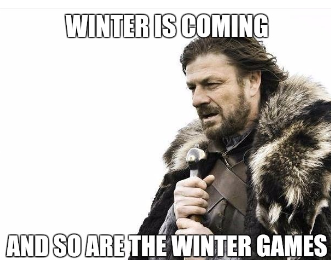 WINTER IS COMING
AND SO ARE THE WINTER GAMES